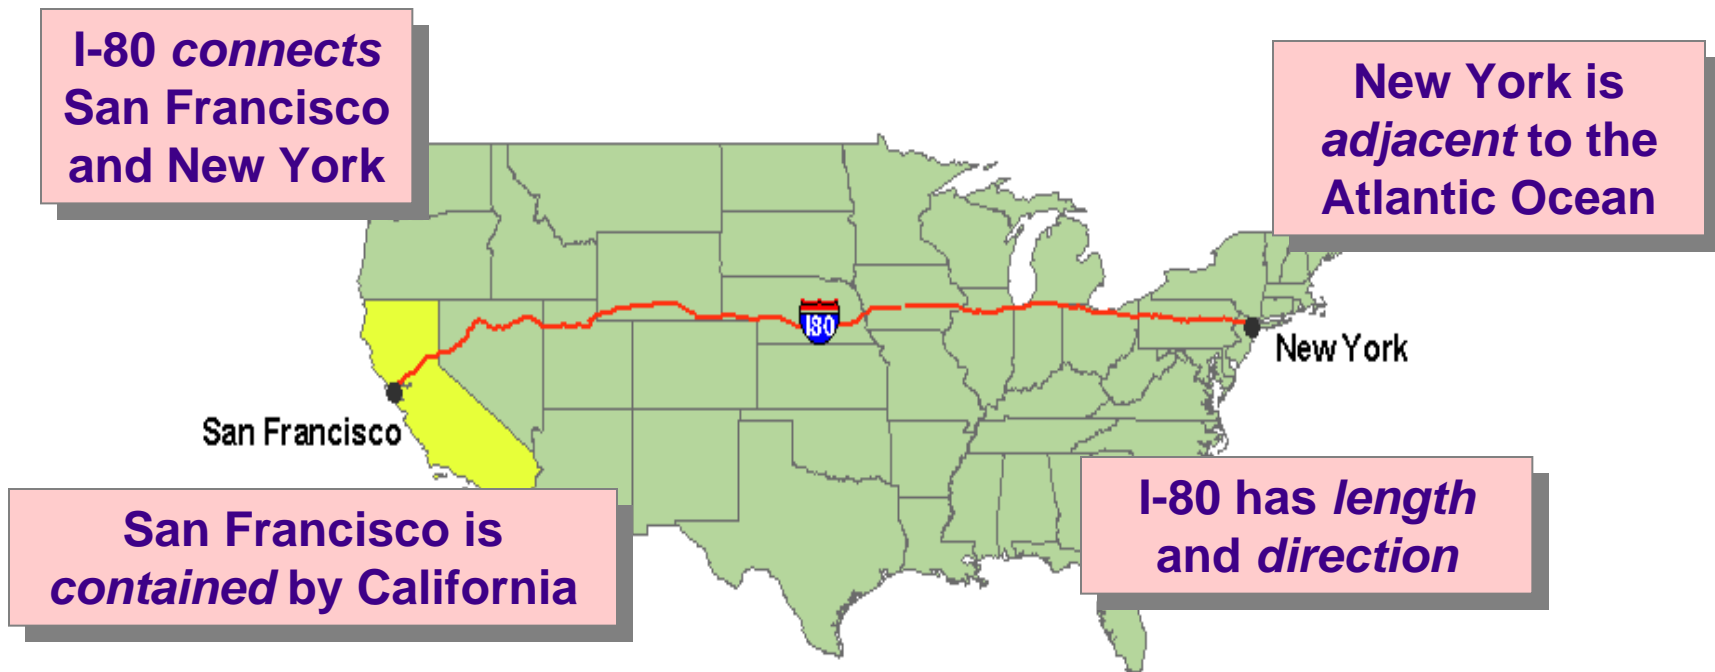 I-80 connects
San Francisco
and New York
New York is
adjacent to the
Atlantic Ocean
I80
New York
San Francisco
San Francisco is
contained by California
I-80 has length
and direction